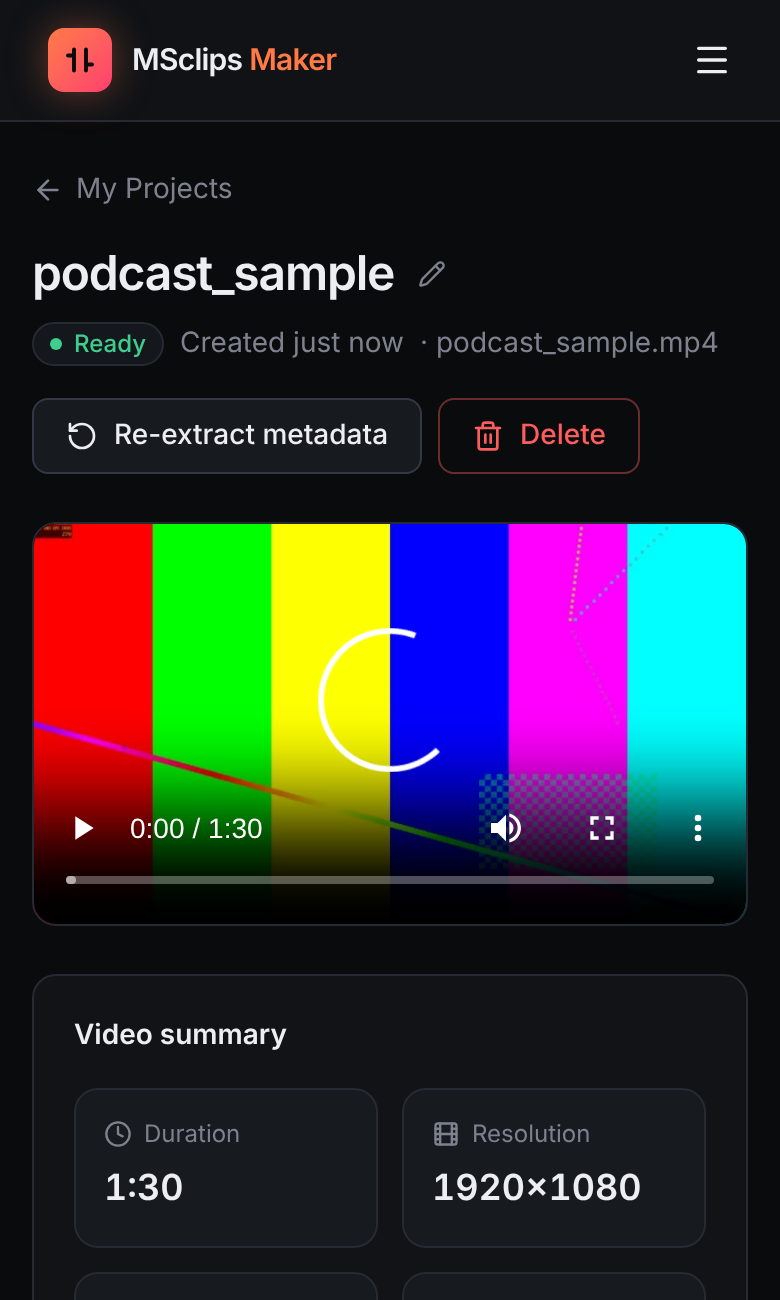 MSclips Maker
My Projects
podcast_sample
Ready Created just now · podcast_sample.mp4
Re-extract metadata Delete
0:00 / 1:30
Video summary
Duration Resolution
1:30 1920×1080